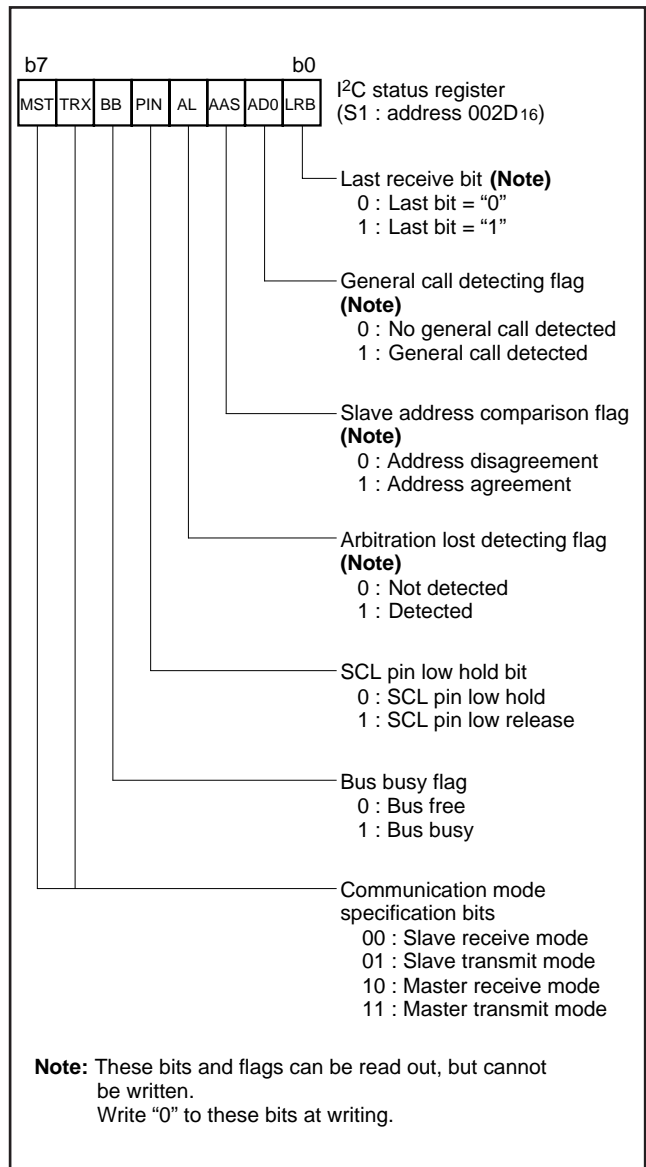 b7 b0
MST TRX BB PIN AL AAS AD0 LRB
I2C status register
(S1 : address 002D16)
Last receive bit (Note)
0 : Last bit = “0”
1 : Last bit = “1”
General call detecting flag
(Note)
0 : No general call detected
1 : General call detected
Slave address comparison flag
(Note)
0 : Address disagreement
1 : Address agreement
Arbitration lost detecting flag
(Note)
0 : Not detected
1 : Detected
SCL pin low hold bit
0 : SCL pin low hold
1 : SCL pin low release
Bus busy flag
0 : Bus free
1 : Bus busy
Communication mode
specification bits
00 : Slave receive mode
01 : Slave transmit mode
10 : Master receive mode
11 : Master transmit mode
Note: These bits and flags can be read out, but cannot
be written.
Write “0” to these bits at writing.